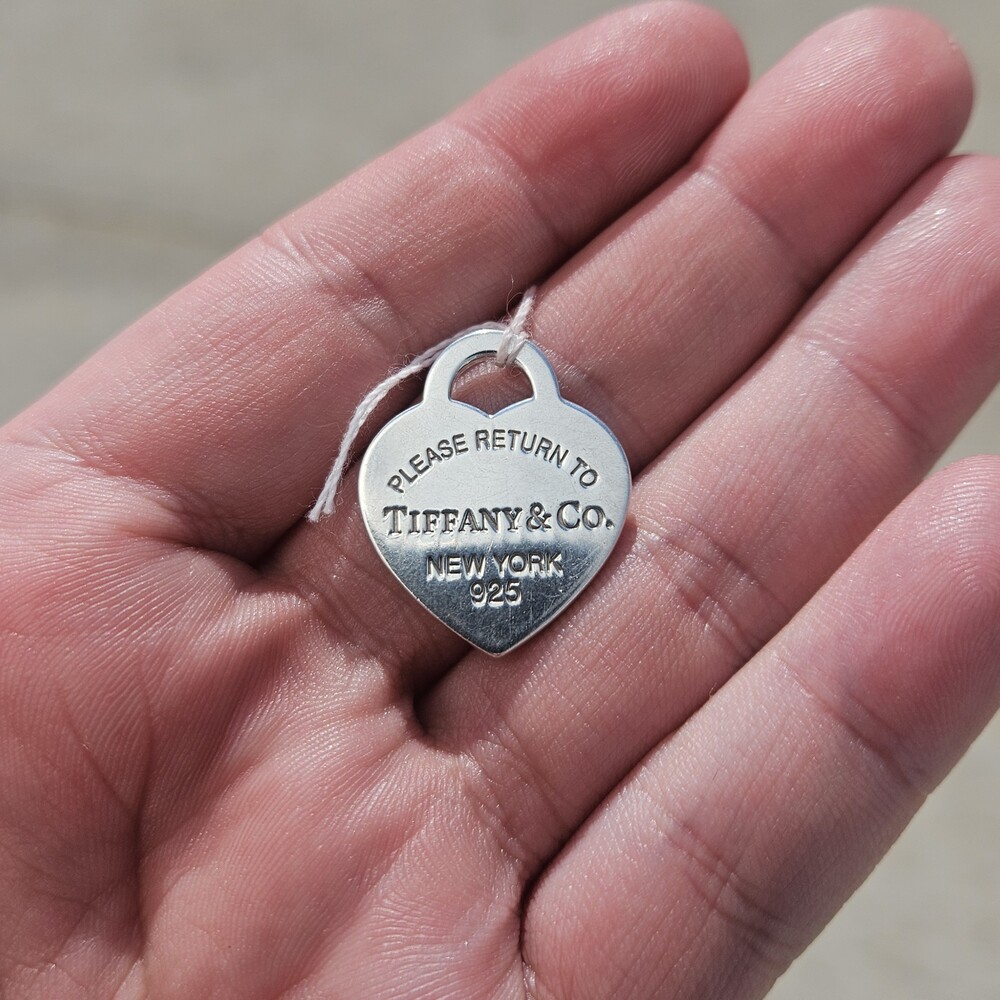 PLEASE RETURN TO
TIFFANY & CO.
NEW YORK
925